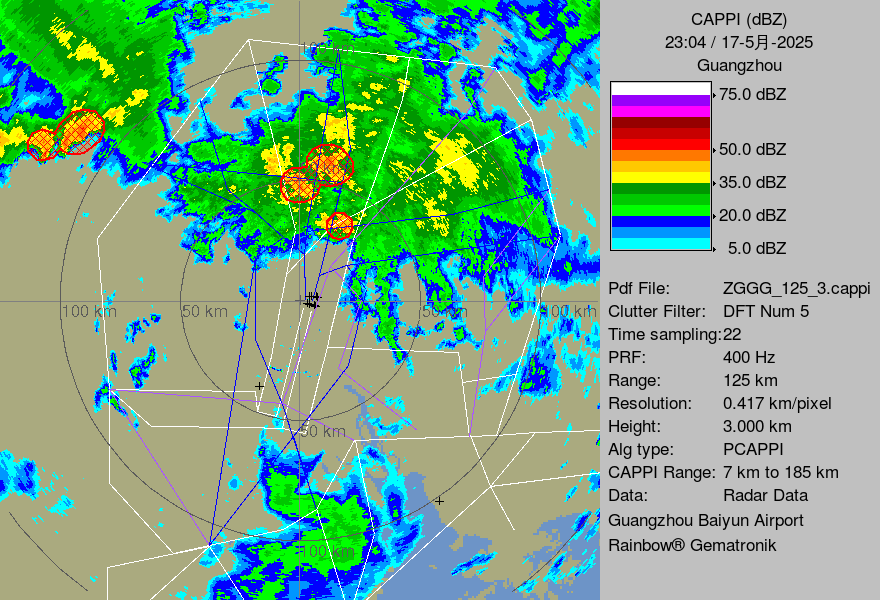 CAPPI (dBZ)
23:04 / 17-5月-2025
Guangzhou
75.0 dBZ
50.0 dBZ
35.0 dBZ
20.0 dBZ
5.0 dBZ
Pdf File: ZGGG_125_3.cappi
Clutter Filter: DFT Num 5
Time sampling:22
PRF: 400 Hz
Range: 125 km
Resolution: 0.417 km/pixel
Height: 3.000 km
Alg type: PCAPPI
CAPPI Range: 7 km to 185 km
Data: Radar Data
Guangzhou Baiyun Airport
Rainbow® Gematronik
100 km
50 km
50 km
100 km
50 km
100 km